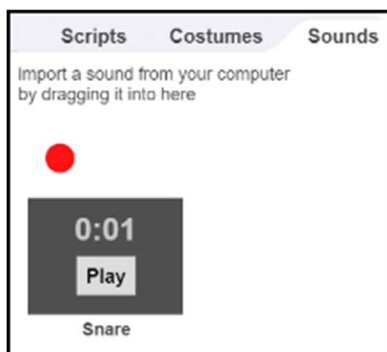 Scripts Costumes Sounds
Import a sound from your computer
by dragging it into here
0:01
Play
Snare